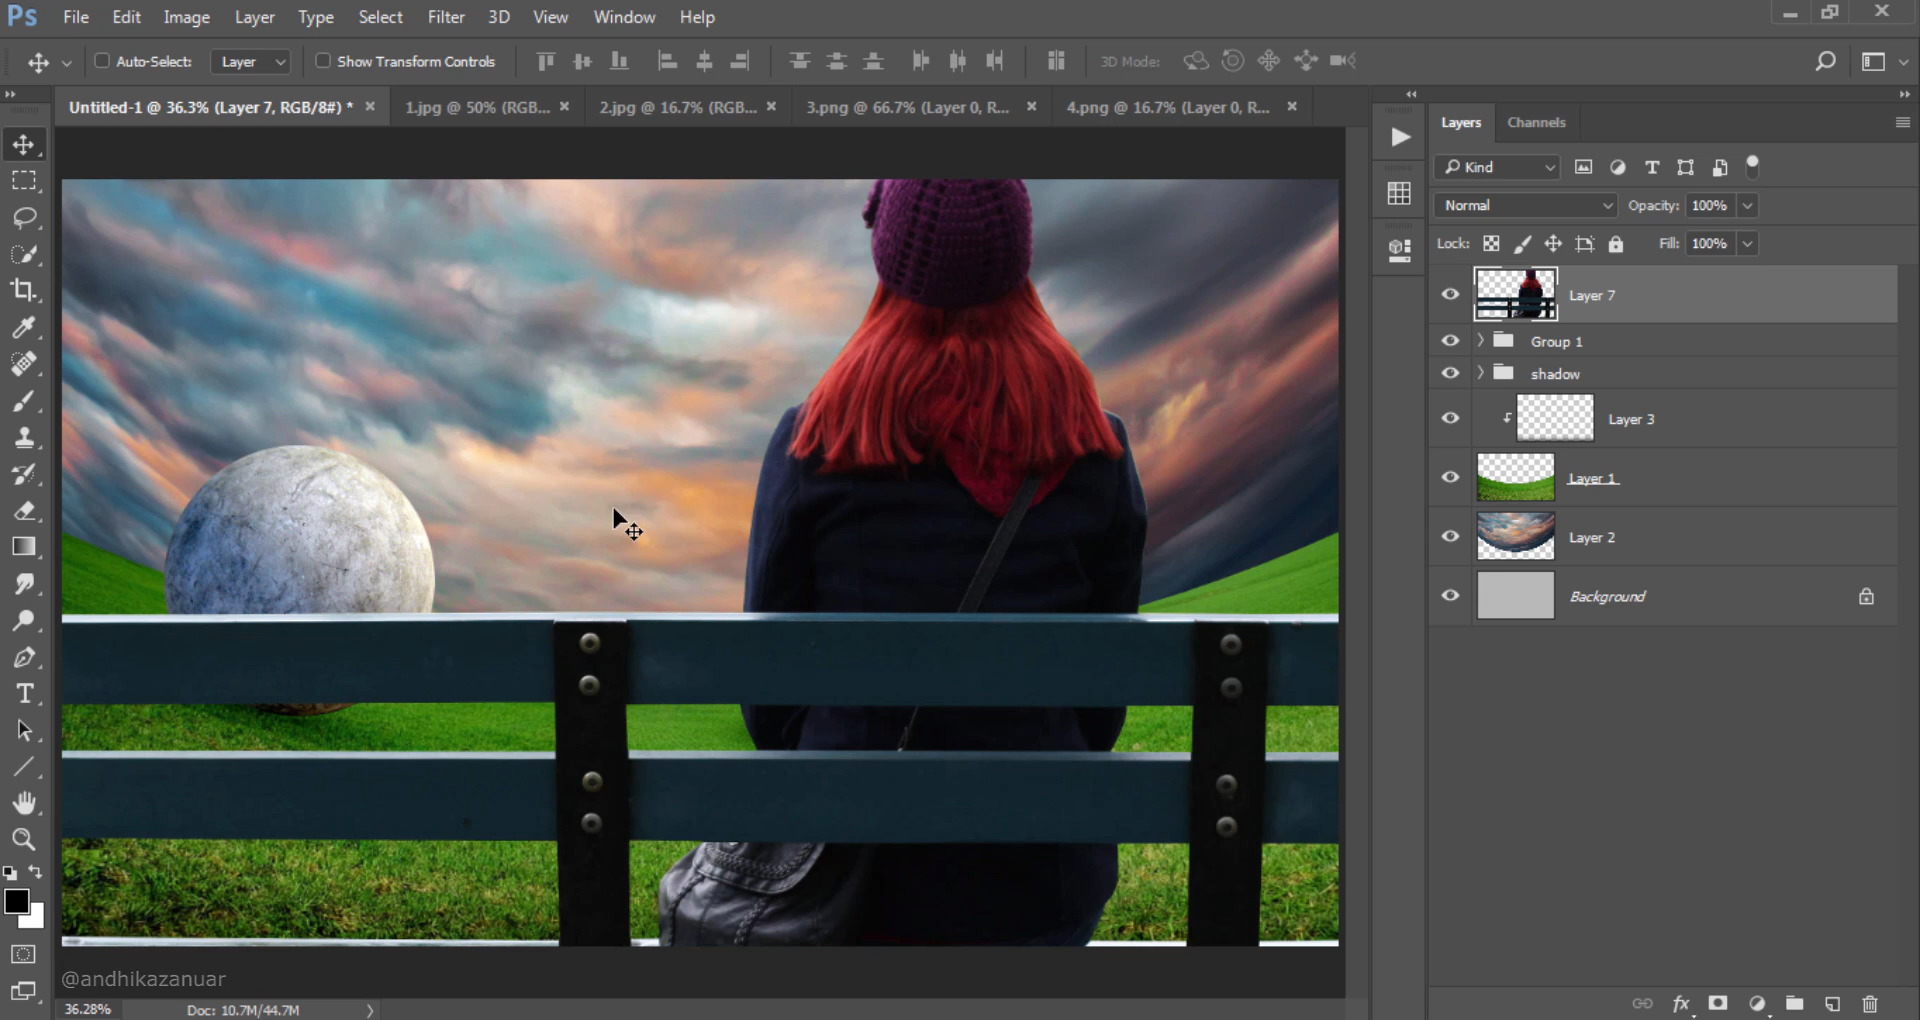 Ps File Edit Image Layer Type Select Filter 3D View Window Help
Auto-Select: Layer Show Transform Controls 3D Mode:
Untitled-1 @ 36.3% (Layer 7, RGB/8#) * 1.jpg @ 50% (RGB... 2.jpg @ 16.7% (RGB... 3.png @ 66.7% (Layer 0, R... 4.png @ 16.7% (Layer 0, R...
Layers Channels
Kind
Normal Opacity: 100%
Lock: Fill: 100%
Layer 7
Group 1
shadow
Layer 3
Layer 1
Layer 2
Background
@andhikazanuar
36.28% Doc: 10.7M/44.7M